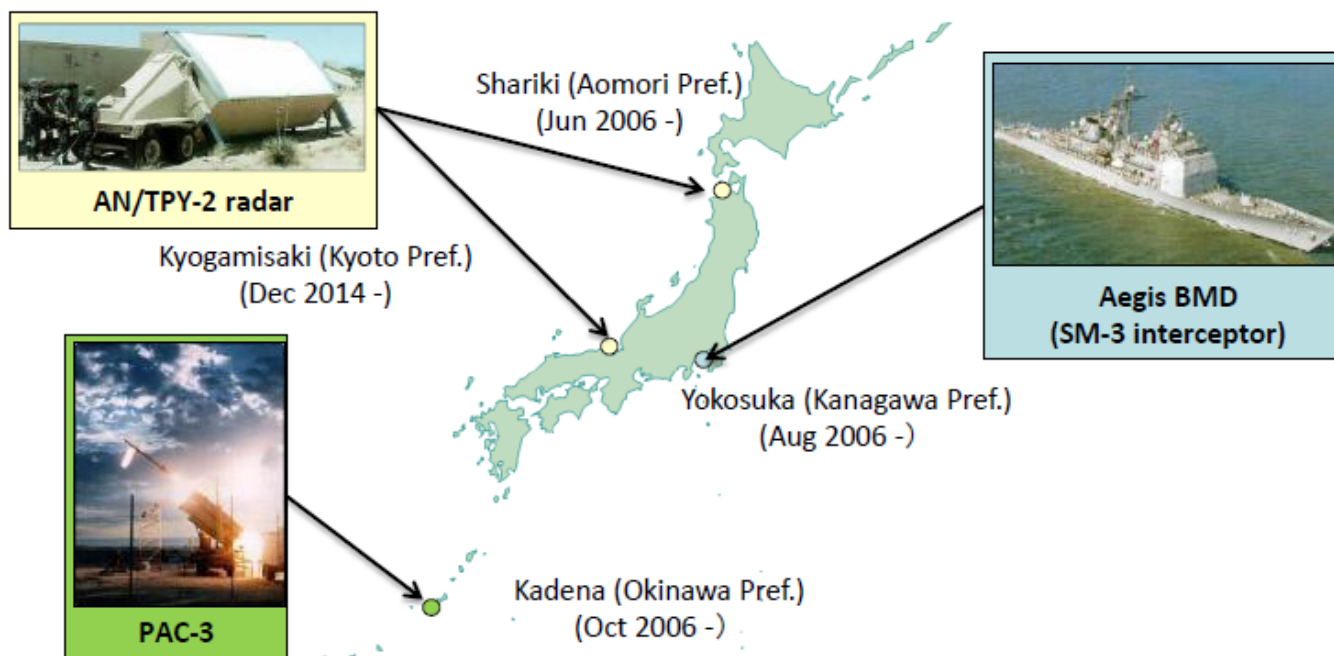 Shariki (Aomori Pref.)
(Jun 2006 -)
AN/TPY-2 radar
Kyogamisaki (Kyoto Pref.)
(Dec 2014 -)
Aegis BMD
(SM-3 interceptor)
Yokosuka (Kanagawa Pref.)
(Aug 2006 -）
Kadena (Okinawa Pref.)
(Oct 2006 -）
PAC-3